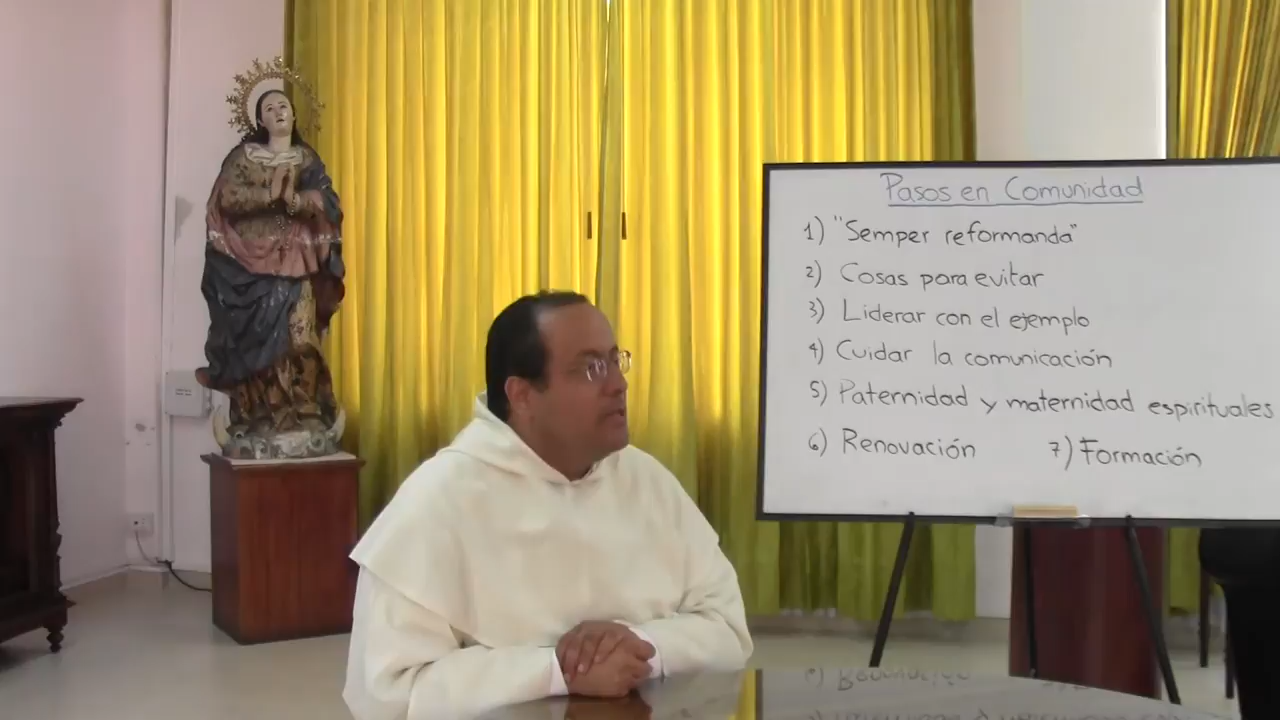 Pasos en Comunidad
1) "Semper reformanda"
2) Cosas para evitar
3) Liderar con el ejemplo
4) Cuidar la comunicación
5) Paternidad y maternidad espirituales
6) Renovación 7) Formación